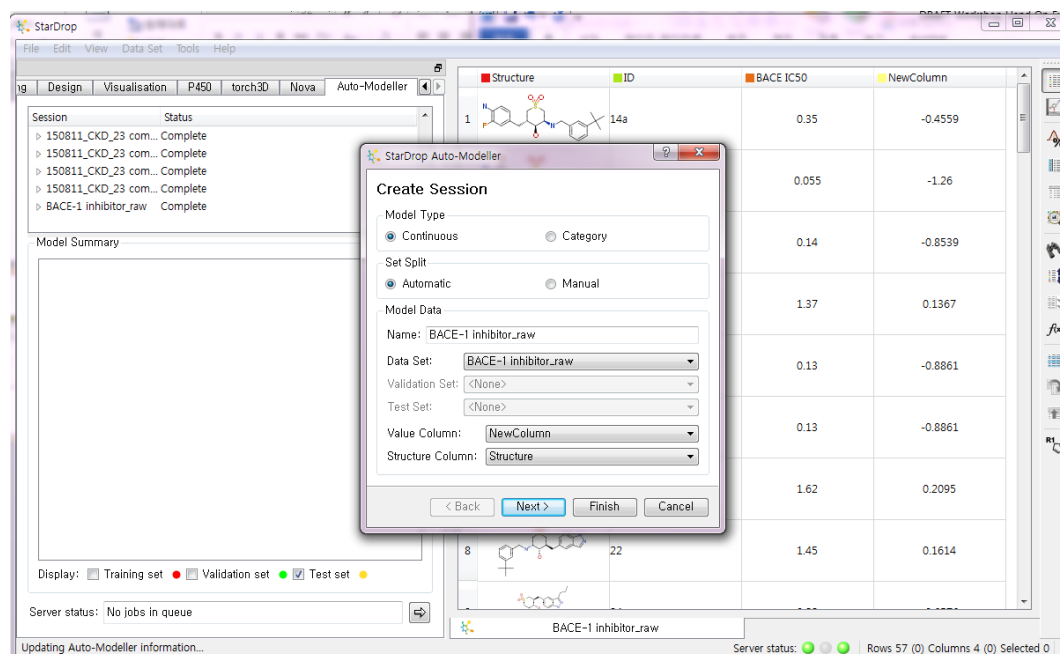 StarDrop
File Edit View Data Set Tools Help
Design Visualisation P450 torch3D Nova Auto-Modeller
Session Status
150811_CKD_23 com... Complete
150811_CKD_23 com... Complete
150811_CKD_23 com... Complete
150811_CKD_23 com... Complete
BACE-1 inhibitor_raw Complete
Model Summary
Display: Training set Validation set Test set
Server status: No jobs in queue
Updating Auto-Modeller information...
StarDrop Auto-Modeller
Create Session
Model Type
Continuous Category
Set Split
Automatic Manual
Model Data
Name: BACE-1 inhibitor_raw
Data Set: BACE-1 inhibitor_raw
Validation Set: <None>
Test Set: <None>
Value Column: NewColumn
Structure Column: Structure
< Back Next > Finish Cancel
Structure ID BACE IC50 NewColumn
1 14a 0.35 -0.4559
0.055 -1.26
0.14 -0.8539
1.37 0.1367
0.13 -0.8861
0.13 -0.8861
1.62 0.2095
8 22 1.45 0.1614
BACE-1 inhibitor_raw
Server status: Rows 57 (0) Columns 4 (0) Selected 0